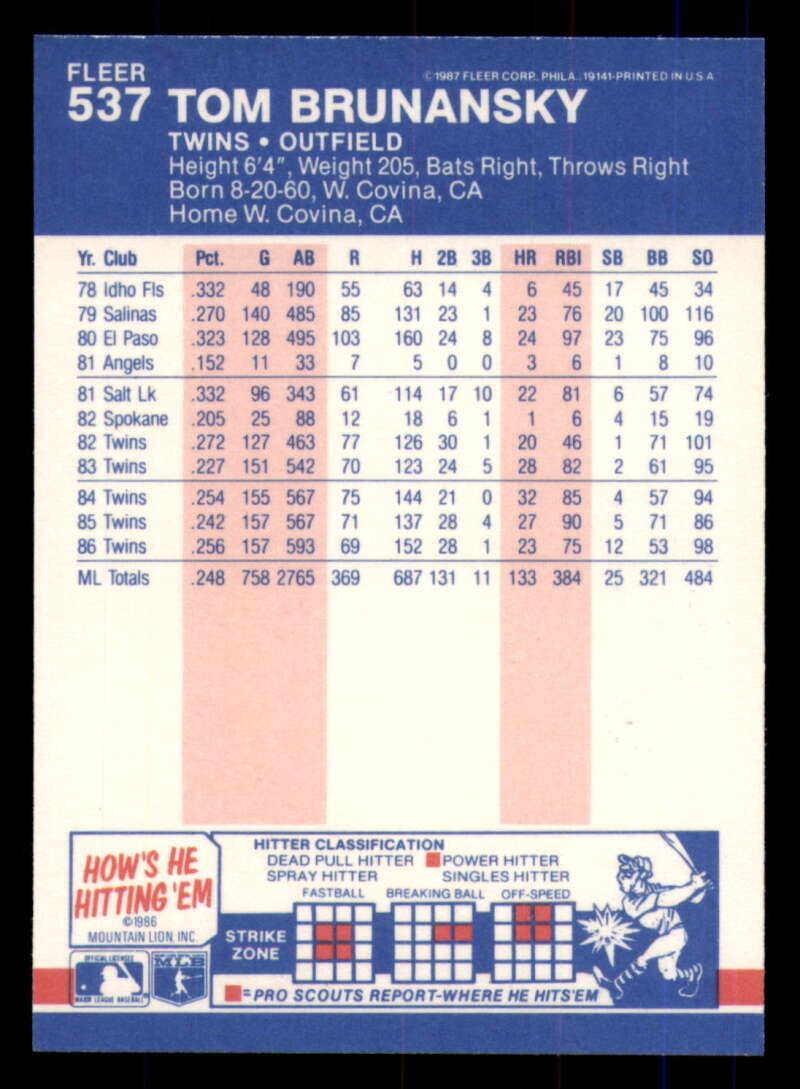 FLEER
©1987 FLEER CORP., PHILA., 19141-PRINTED IN U.S.A.
537 TOM BRUNANSKY
TWINS • OUTFIELD
Height 6'4", Weight 205, Bats Right, Throws Right
Born 8-20-60, W. Covina, CA
Home W. Covina, CA
Yr. Club Pct. G AB R H 2B 3B HR RBI SB BB SO
78 Idho Fls .332 48 190 55 63 14 4 6 45 17 45 34
79 Salinas .270 140 485 85 131 23 1 23 76 20 100 116
80 El Paso .323 128 495 103 160 24 8 24 97 23 75 96
81 Angels .152 11 33 7 5 0 0 3 6 1 8 10
81 Salt Lk .332 96 343 61 114 17 10 22 81 6 57 74
82 Spokane .205 25 88 12 18 6 1 1 6 4 15 19
82 Twins .272 127 463 77 126 30 1 20 46 1 71 101
83 Twins .227 151 542 70 123 24 5 28 82 2 61 95
84 Twins .254 155 567 75 144 21 0 32 85 4 57 94
85 Twins .242 157 567 71 137 28 4 27 90 5 71 86
86 Twins .256 157 593 69 152 28 1 23 75 12 53 98
ML Totals .248 758 2765 369 687 131 11 133 384 25 321 484
HOW'S HE
HITTING 'EM
©1986
MOUNTAIN LION, INC.
HITTER CLASSIFICATION
DEAD PULL HITTER POWER HITTER
SPRAY HITTER SINGLES HITTER
FASTBALL BREAKING BALL OFF-SPEED
STRIKE
ZONE
=PRO SCOUTS REPORT-WHERE HE HITS'EM
OFFICIAL LICENSEE
MAJOR LEAGUE BASEBALL
MLB